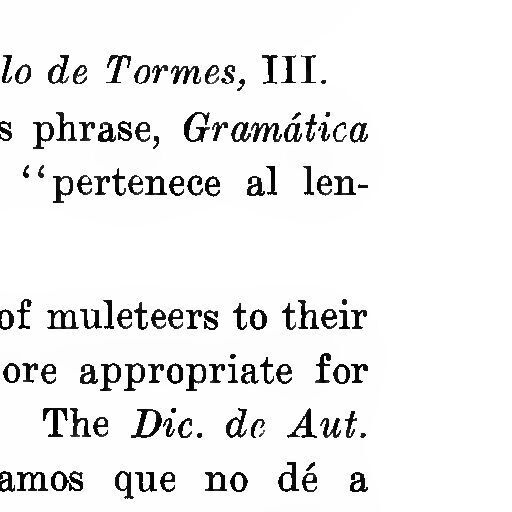 lo de Tormes, III.
s phrase, Gramática
“pertenece al len-
of muleteers to their
ore appropriate for
The Dic. de Aut.
amos que no dé a